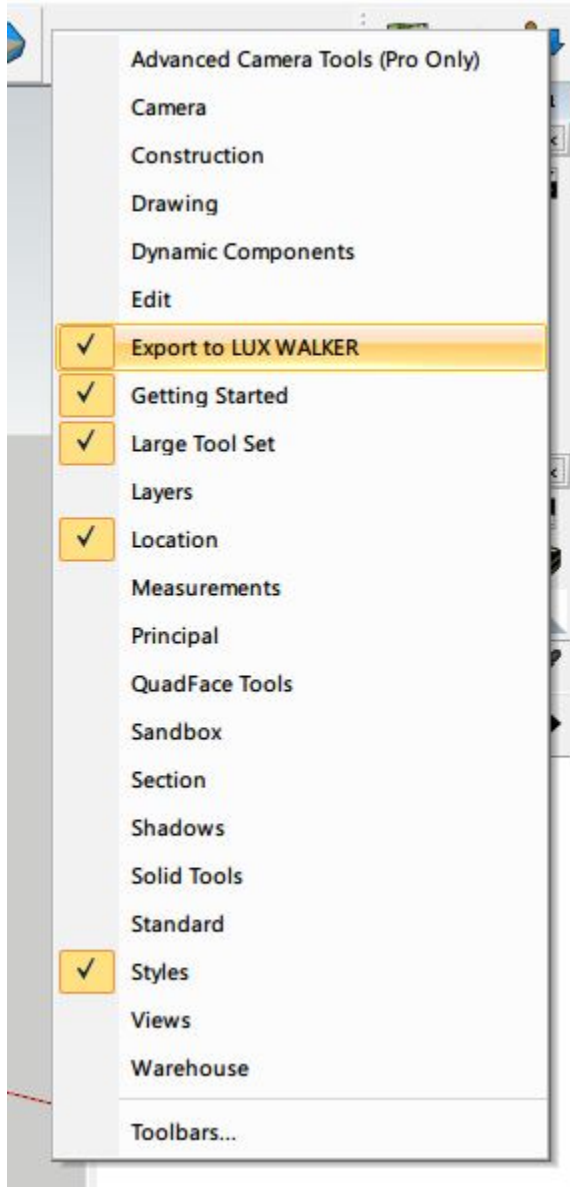 Advanced Camera Tools (Pro Only)
Camera
Construction
Drawing
Dynamic Components
Edit
Export to LUX WALKER
Getting Started
Large Tool Set
Layers
Location
Measurements
Principal
QuadFace Tools
Sandbox
Section
Shadows
Solid Tools
Standard
Styles
Views
Warehouse
Toolbars...